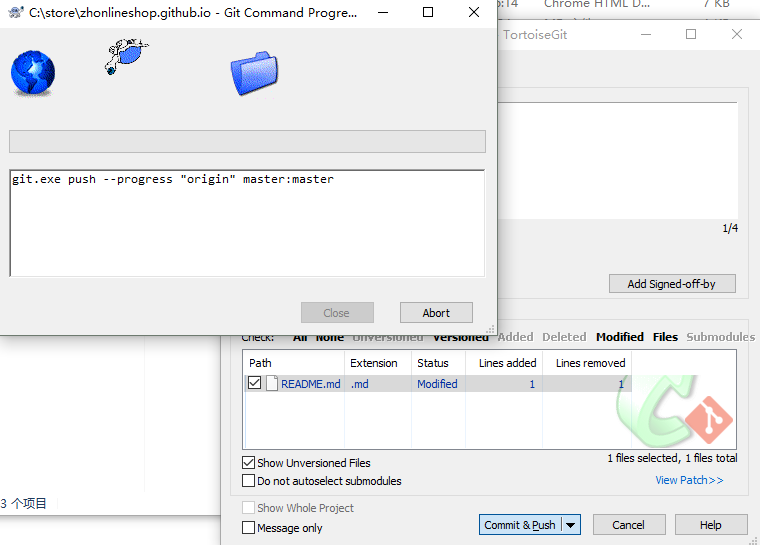 C:\store\zhonlineshop.github.io - Git Command Progre...
Chrome HTML D...
7 KB
TortoiseGit
git.exe push --progress "origin" master:master
1/4
Add Signed-off-by
Close
Abort
Check: All None Unversioned Versioned Added Deleted Modified Files Submodules
Path Extension Status Lines added Lines removed
README.md .md Modified 1 1
1 files selected, 1 files total
Show Unversioned Files
Do not autoselect submodules
View Patch>>
3 个项目
Show Whole Project
Message only
Commit & Push
Cancel
Help